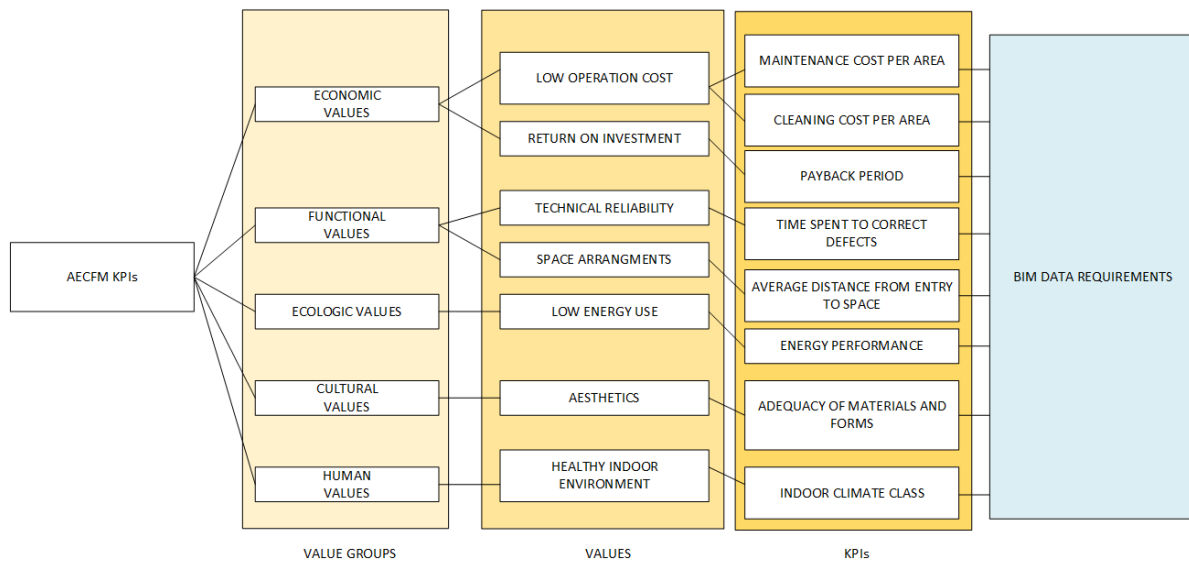 AECFM KPIs
ECONOMIC
VALUES
FUNCTIONAL
VALUES
ECOLOGIC VALUES
CULTURAL
VALUES
HUMAN
VALUES
VALUE GROUPS
LOW OPERATION COST
RETURN ON INVESTMENT
TECHNICAL RELIABILITY
SPACE ARRANGMENTS
LOW ENERGY USE
AESTHETICS
HEALTHY INDOOR
ENVIRONMENT
VALUES
MAINTENANCE COST PER AREA
CLEANING COST PER AREA
PAYBACK PERIOD
TIME SPENT TO CORRECT
DEFECTS
AVERAGE DISTANCE FROM ENTRY
TO SPACE
ENERGY PERFORMANCE
ADEQUACY OF MATERIALS AND
FORMS
INDOOR CLIMATE CLASS
KPIs
BIM DATA REQUIREMENTS